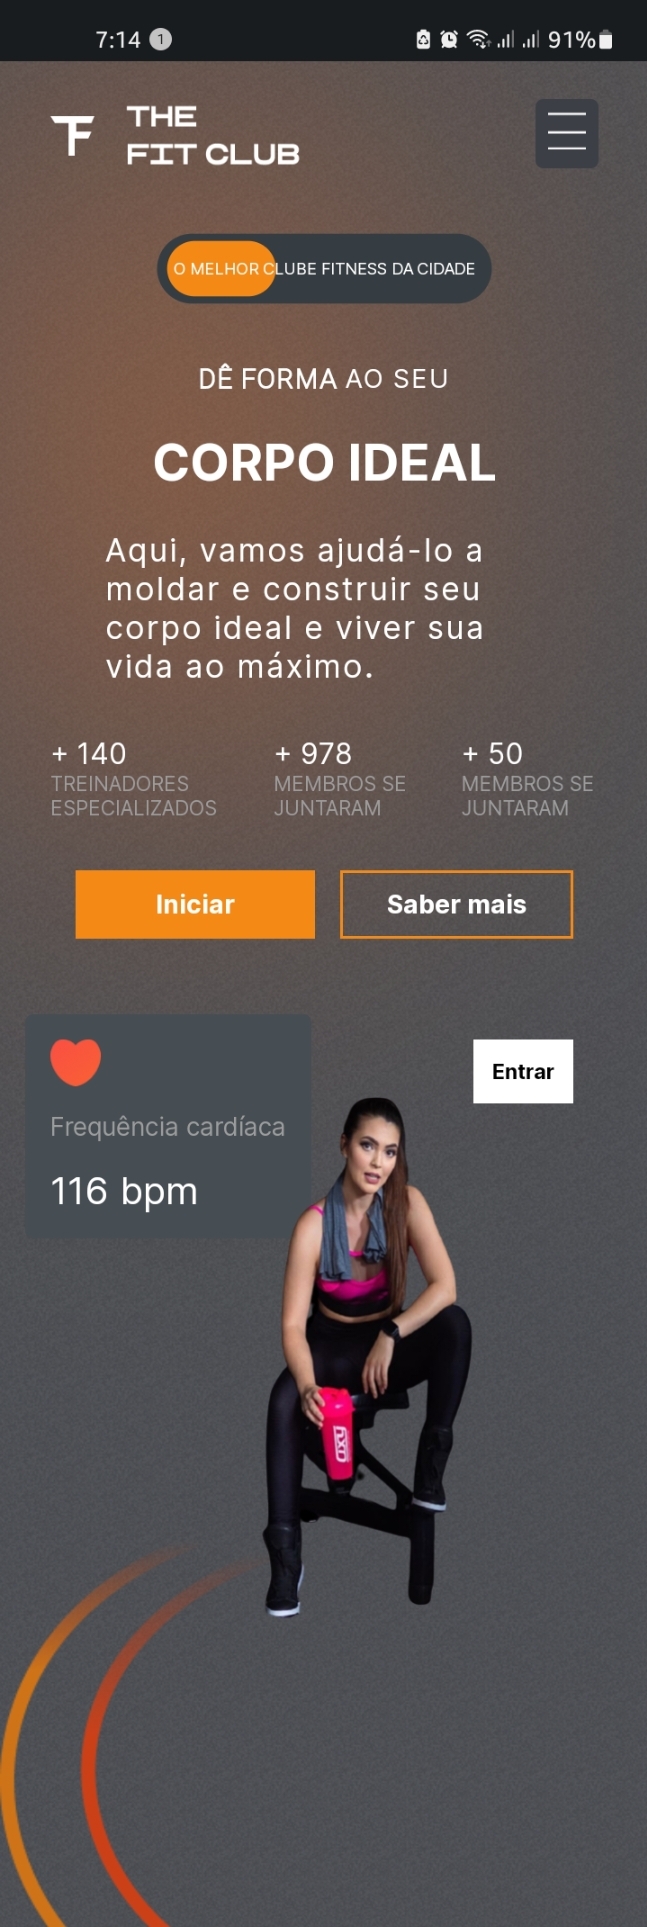 7:14 1 91%
THE
FIT CLUB
O MELHOR CLUBE FITNESS DA CIDADE
DÊ FORMA AO SEU
CORPO IDEAL
Aqui, vamos ajudá-lo a
moldar e construir seu
corpo ideal e viver sua
vida ao máximo.
+ 140
TREINADORES
ESPECIALIZADOS
+ 978
MEMBROS SE
JUNTARAM
+ 50
MEMBROS SE
JUNTARAM
Iniciar
Saber mais
Entrar
Frequência cardíaca
116 bpm